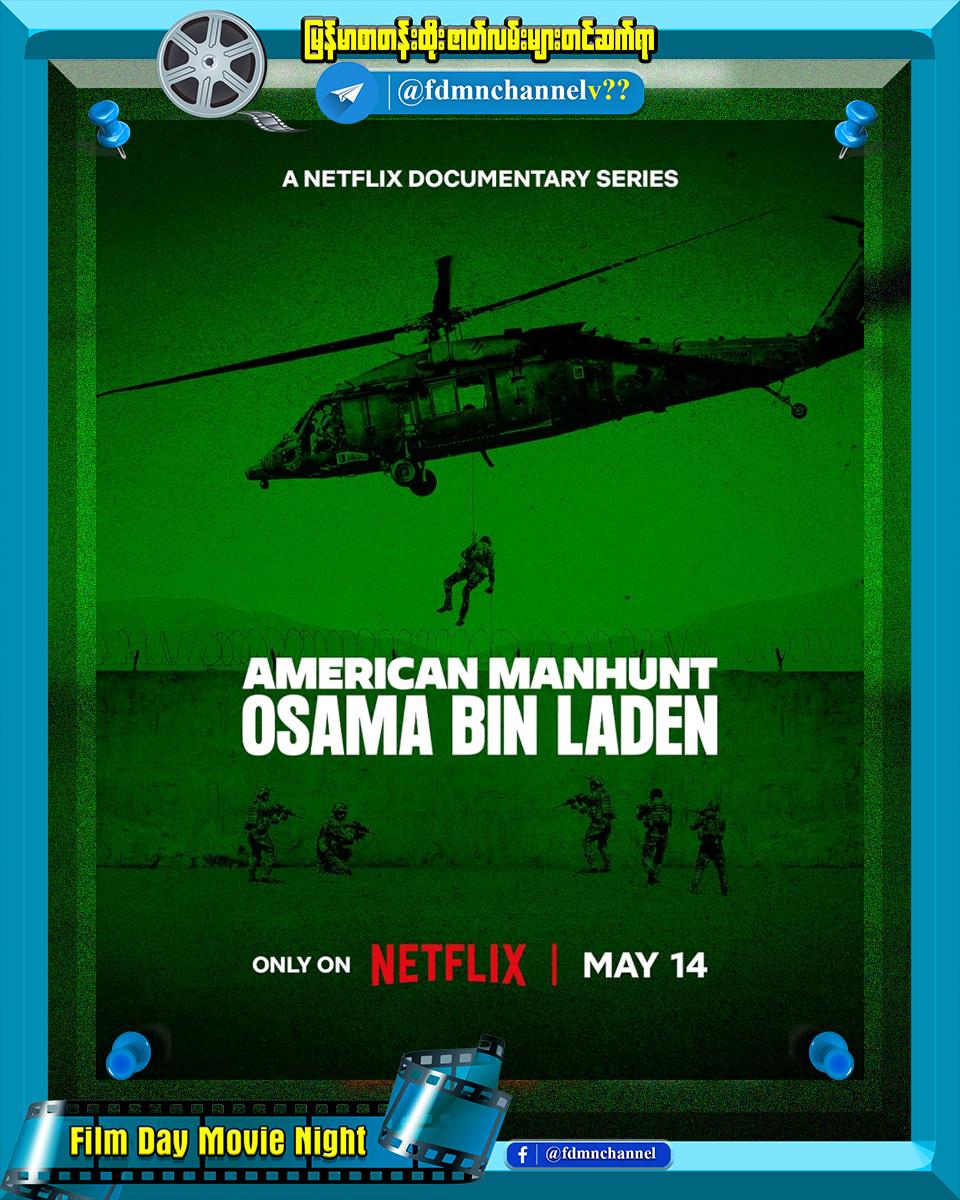 မြန်မာစာတန်းထိုးဇာတ်လမ်းများတင်ဆက်ရာ
@fdmnchannelv??
A NETFLIX DOCUMENTARY SERIES
AMERICAN MANHUNT
OSAMA BIN LADEN
ONLY ON NETFLIX | MAY 14
Film Day Movie Night
@fdmnchannel